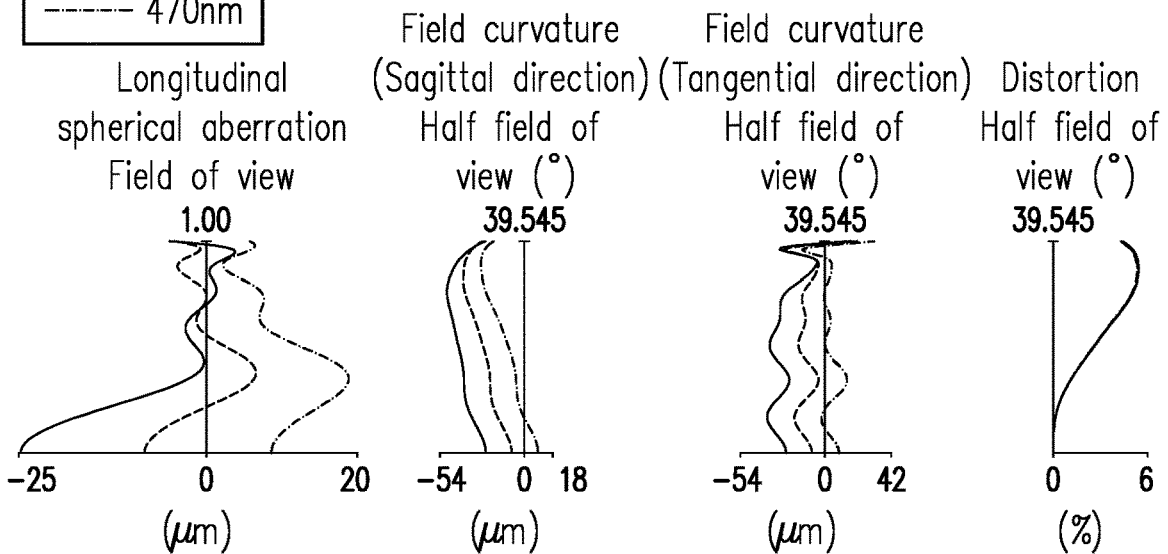 470nm
Longitudinal
spherical aberration
Field of view
1.00
-25 0 20
(μm)
Field curvature
(Sagittal direction)
Half field of
view (°)
39.545
-54 0 18
(μm)
Field curvature
(Tangential direction)
Half field of
view (°)
39.545
-54 0 42
(μm)
Distortion
Half field of
view (°)
39.545
0 6
(%)